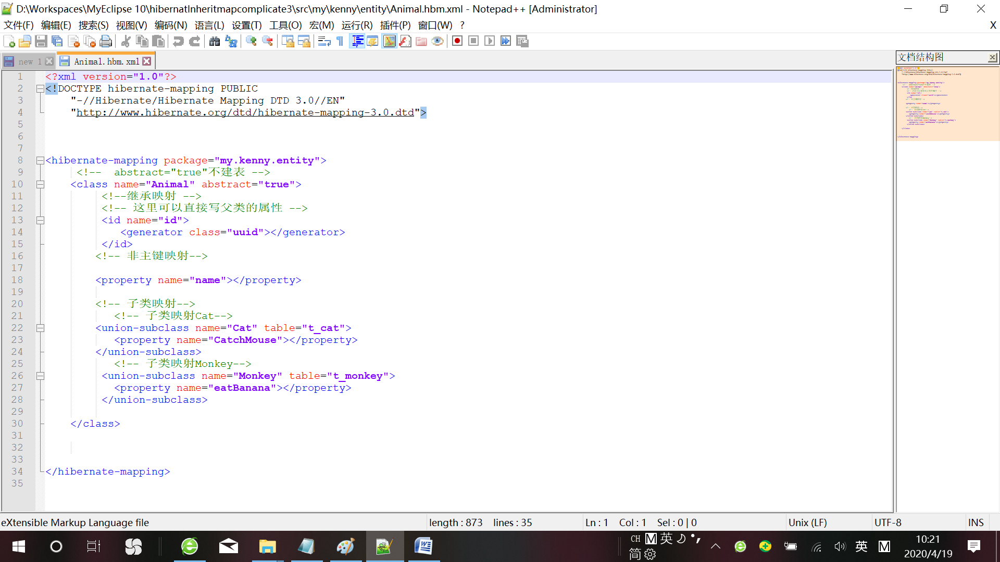 D:\Workspaces\MyEclipse 10\hibernatInheritmapcomplicate3\src\my\kenny\entity\Animal.hbm.xml - Notepad++ [Administrator]
文件(F) 编辑(E) 搜索(S) 视图(V) 编码(N) 语言(L) 设置(T) 工具(O) 宏(M) 运行(R) 插件(P) 窗口(W) ? X
new 1 Animal.hbm.xml 文档结构图
1 <?xml version="1.0"?>
2 <!DOCTYPE hibernate-mapping PUBLIC
3 "-//Hibernate/Hibernate Mapping DTD 3.0//EN"
4 "http://www.hibernate.org/dtd/hibernate-mapping-3.0.dtd">
5
6
7
8 <hibernate-mapping package="my.kenny.entity">
9 <!--  abstract="true"不建表 -->
10 <class name="Animal" abstract="true">
11 <!--继承映射 -->
12 <!-- 这里可以直接写父类的属性 -->
13 <id name="id">
14 <generator class="uuid"></generator>
15 </id>
16 <!-- 非主键映射-->
17
18 <property name="name"></property>
19
20 <!-- 子类映射-->
21 <!-- 子类映射Cat-->
22 <union-subclass name="Cat" table="t_cat">
23 <property name="CatchMouse"></property>
24 </union-subclass>
25 <!-- 子类映射Monkey-->
26 <union-subclass name="Monkey" table="t_monkey">
27 <property name="eatBanana"></property>
28 </union-subclass>
29
30 </class>
31
32
33
34 </hibernate-mapping>
35
eXtensible Markup Language file length : 873 lines : 35 Ln : 1 Col : 1 Sel : 0 | 0 Unix (LF) UTF-8 INS
CH M 英
简
英 M
10:21
2020/4/19